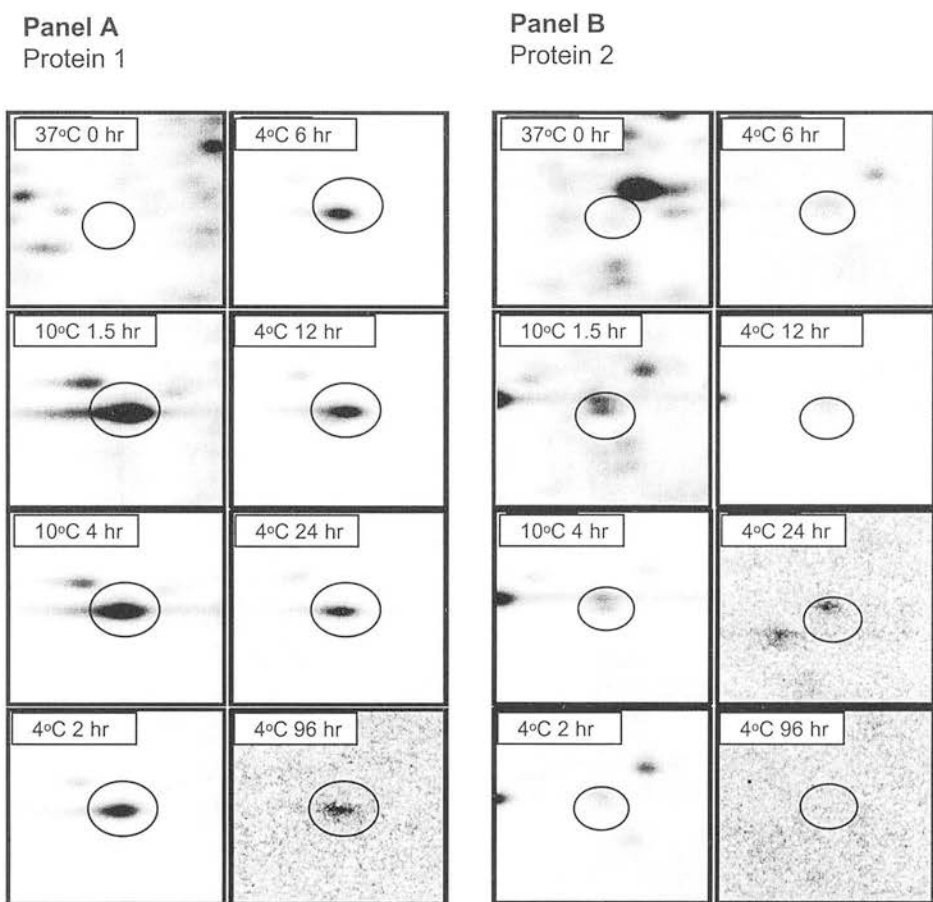 Panel A
Protein 1
37°C 0 hr
4°C 6 hr
10°C 1.5 hr
4°C 12 hr
10°C 4 hr
4°C 24 hr
4°C 2 hr
4°C 96 hr
Panel B
Protein 2
37°C 0 hr
4°C 6 hr
10°C 1.5 hr
4°C 12 hr
10°C 4 hr
4°C 24 hr
4°C 2 hr
4°C 96 hr